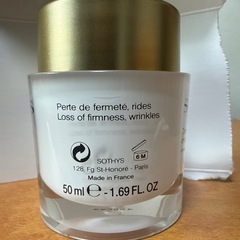 Perte de fermeté, rides
Loss of firmness, wrinkles
SOTHYS
128, Fg St-Honoré - Paris
Made in France
6 M
50 ml ℮ - 1.69 FL. OZ